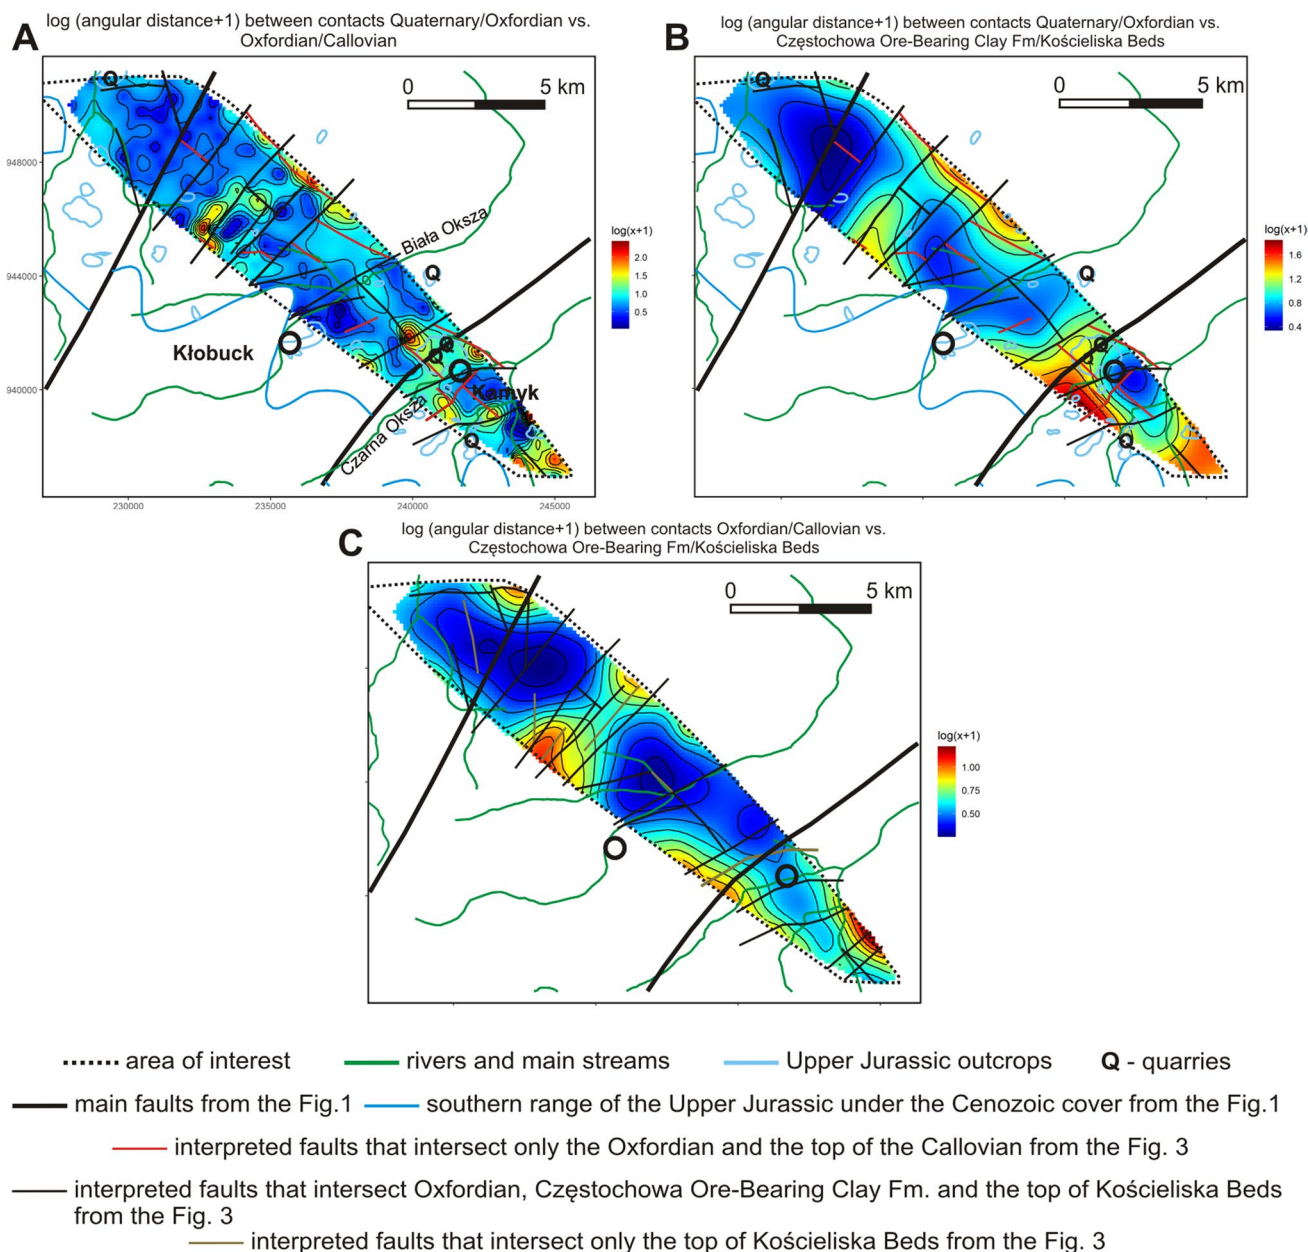 A
log (angular distance+1) between contacts Quaternary/Oxfordian vs.
Oxfordian/Callovian
Q
0
5 km
948000
944000
940000
Biała Oksza
Q
log(x+1)
2.0
1.5
1.0
0.5
Kłobuck
Q
Q
Kamyk
Czarna Oksza
Q
230000
235000
240000
245000
B
log (angular distance+1) between contacts Quaternary/Oxfordian vs.
Częstochowa Ore-Bearing Clay Fm/Kościeliska Beds
Q
0
5 km
Q
log(x+1)
1.6
1.2
0.8
0.4
Q
Q
Q
C
log (angular distance+1) between contacts Oxfordian/Callovian vs.
Częstochowa Ore-Bearing Fm/Kościeliska Beds
0
5 km
log(x+1)
1.00
0.75
0.50
area of interest
rivers and main streams
Upper Jurassic outcrops
Q - quarries
main faults from the Fig.1
southern range of the Upper Jurassic under the Cenozoic cover from the Fig.1
interpreted faults that intersect only the Oxfordian and the top of the Callovian from the Fig. 3
interpreted faults that intersect Oxfordian, Częstochowa Ore-Bearing Clay Fm. and the top of Kościeliska Beds
from the Fig. 3
interpreted faults that intersect only the top of Kościeliska Beds from the Fig. 3